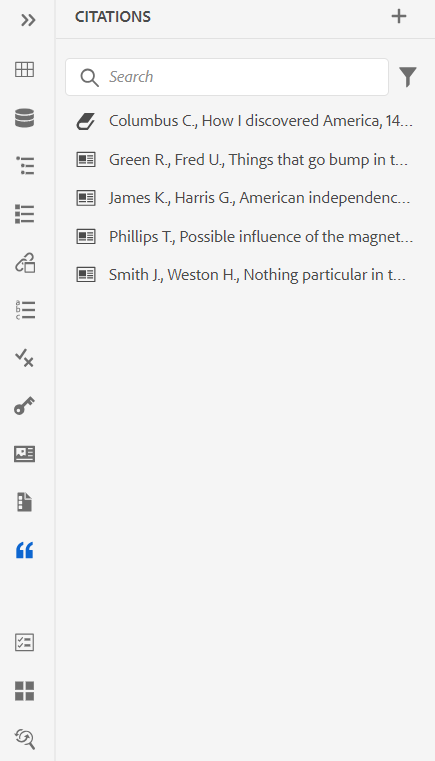 CITATIONS
Search
Columbus C., How I discovered America, 14...
Green R., Fred U., Things that go bump in t...
James K., Harris G., American independenc...
Phillips T., Possible influence of the magnet...
Smith J., Weston H., Nothing particular in t...
a
b
c